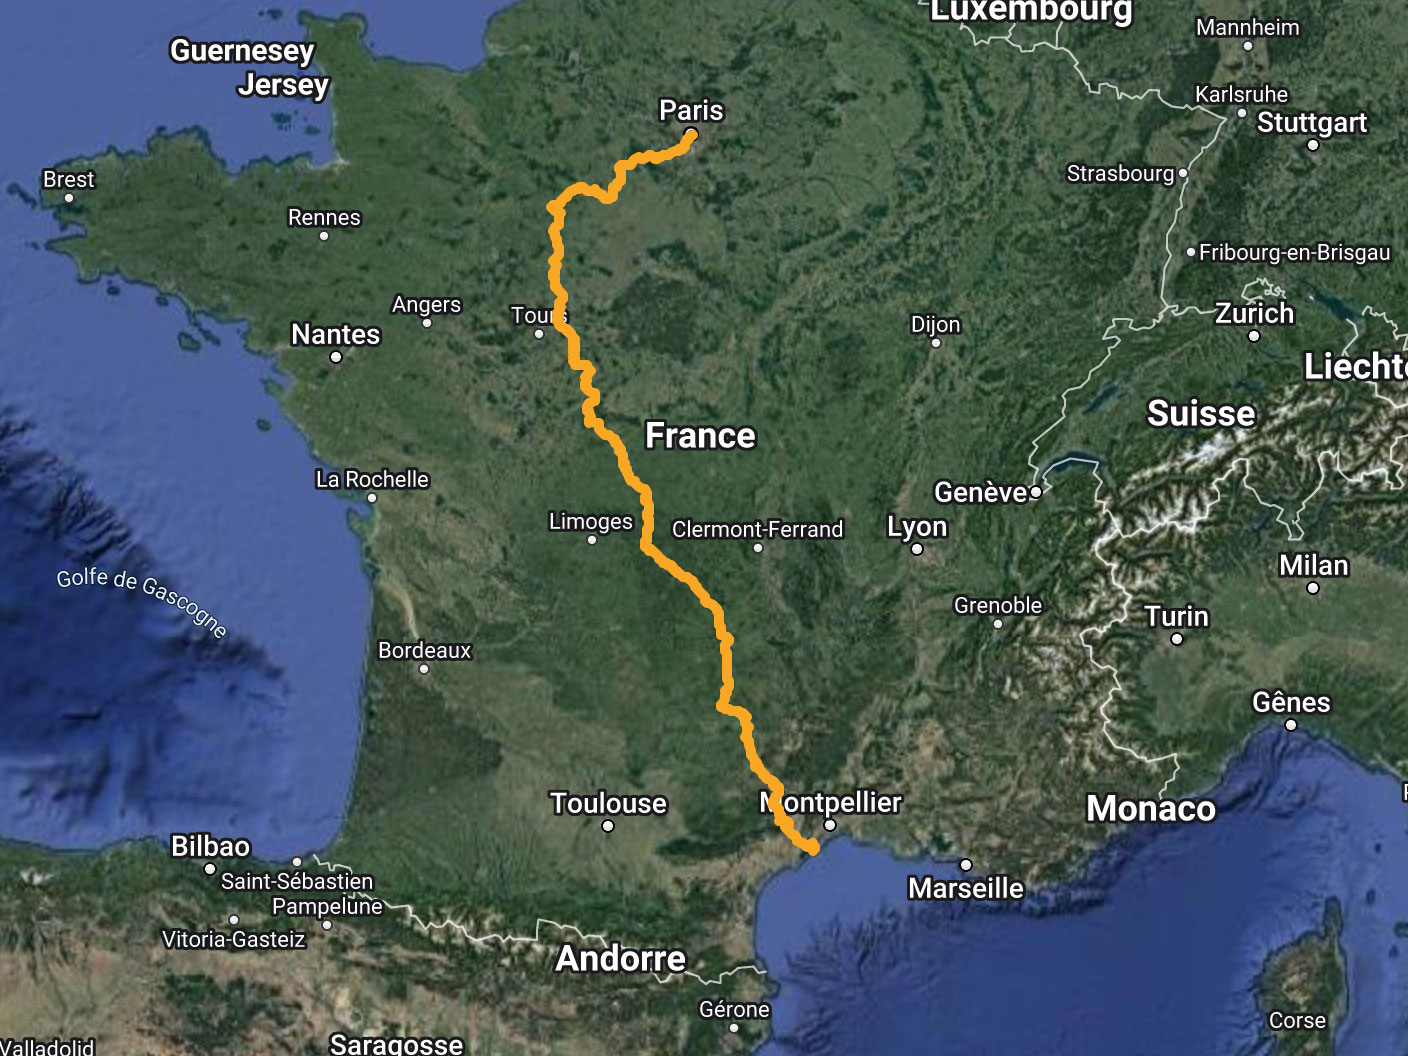 Luxembourg
Mannheim
Guernesey
Jersey
Karlsruhe
Paris
Stuttgart
Strasbourg
Brest
Rennes
Fribourg-en-Brisgau
Angers
Tours
Dijon
Zurich
Nantes
Liechte
Suisse
France
La Rochelle
Genève
Limoges
Clermont-Ferrand
Lyon
Milan
Golfe de Gascogne
Grenoble
Turin
Bordeaux
Gênes
Toulouse
Montpellier
Monaco
Bilbao
Saint-Sébastien
Marseille
Pampelune
Vitoria-Gasteiz
Andorre
Gérone
Corse
Valladolid
Saragosse